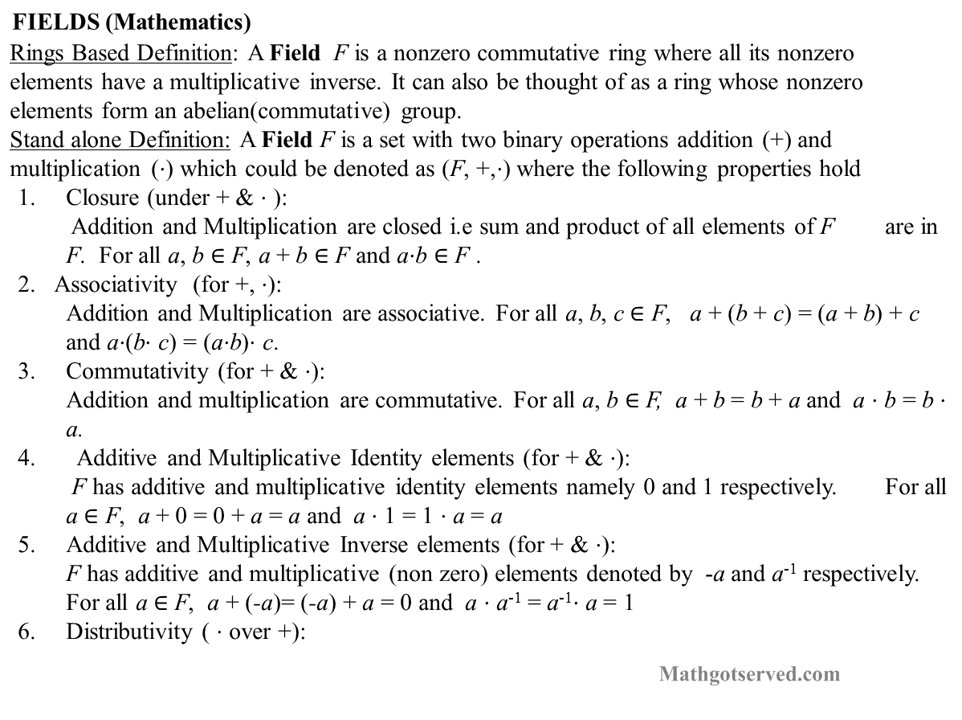 FIELDS (Mathematics)
Rings Based Definition: A Field F is a nonzero commutative ring where all its nonzero
elements have a multiplicative inverse. It can also be thought of as a ring whose nonzero
elements form an abelian(commutative) group.
Stand alone Definition: A Field F is a set with two binary operations addition (+) and
multiplication (·) which could be denoted as (F, +,·) where the following properties hold
1. Closure (under + & · ):
Addition and Multiplication are closed i.e sum and product of all elements of F are in
F. For all a, b ∈ F, a + b ∈ F and a·b ∈ F .
2. Associativity (for +, ·):
Addition and Multiplication are associative. For all a, b, c ∈ F, a + (b + c) = (a + b) + c
and a·(b· c) = (a·b)· c.
3. Commutativity (for + & ·):
Addition and multiplication are commutative. For all a, b ∈ F, a + b = b + a and a · b = b ·
a.
4. Additive and Multiplicative Identity elements (for + & ·):
F has additive and multiplicative identity elements namely 0 and 1 respectively. For all
a ∈ F, a + 0 = 0 + a = a and a · 1 = 1 · a = a
5. Additive and Multiplicative Inverse elements (for + & ·):
F has additive and multiplicative (non zero) elements denoted by -a and a⁻¹ respectively.
For all a ∈ F, a + (-a)= (-a) + a = 0 and a · a⁻¹ = a⁻¹· a = 1
6. Distributivity ( · over +):
Mathgotserved.com